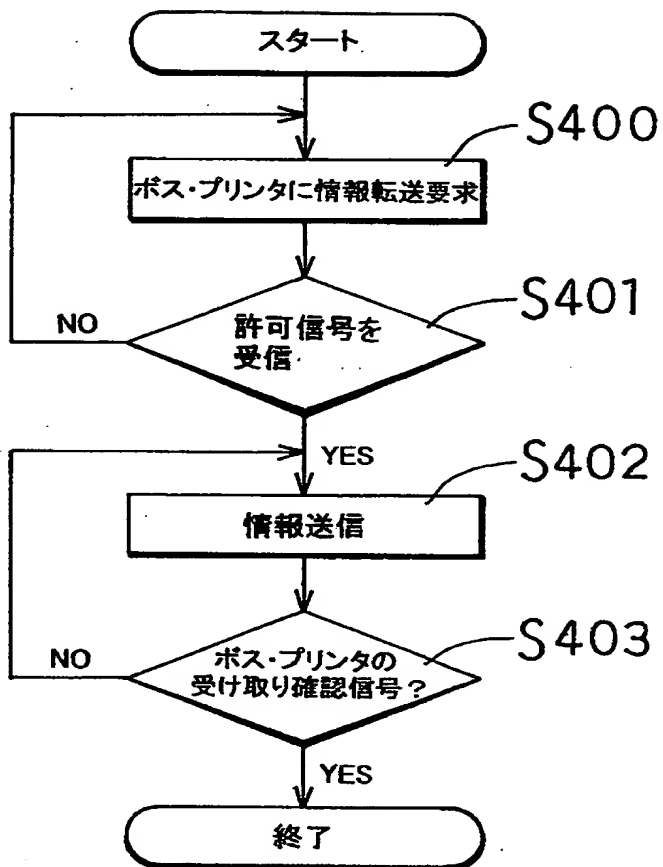 スタート
S400
ボス・プリンタに情報転送要求
S401
許可信号を
受信
NO
YES
S402
情報送信
S403
ボス・プリンタの
受け取り確認信号?
NO
YES
終了